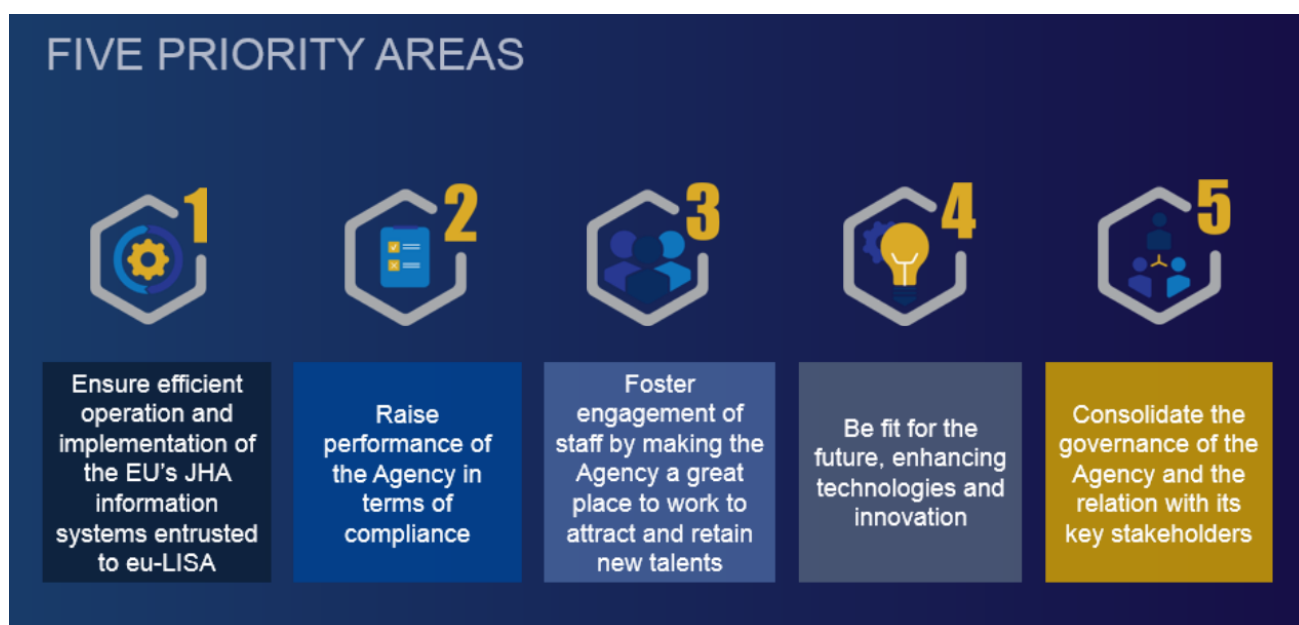 FIVE PRIORITY AREAS
1
2
3
4
5
Ensure efficient
operation and
implementation of
the EU's JHA
information
systems entrusted
to eu-LISA
Raise
performance of
the Agency in
terms of
compliance
Foster
engagement of
staff by making the
Agency a great
place to work to
attract and retain
new talents
Be fit for the
future, enhancing
technologies and
innovation
Consolidate the
governance of the
Agency and the
relation with its
key stakeholders